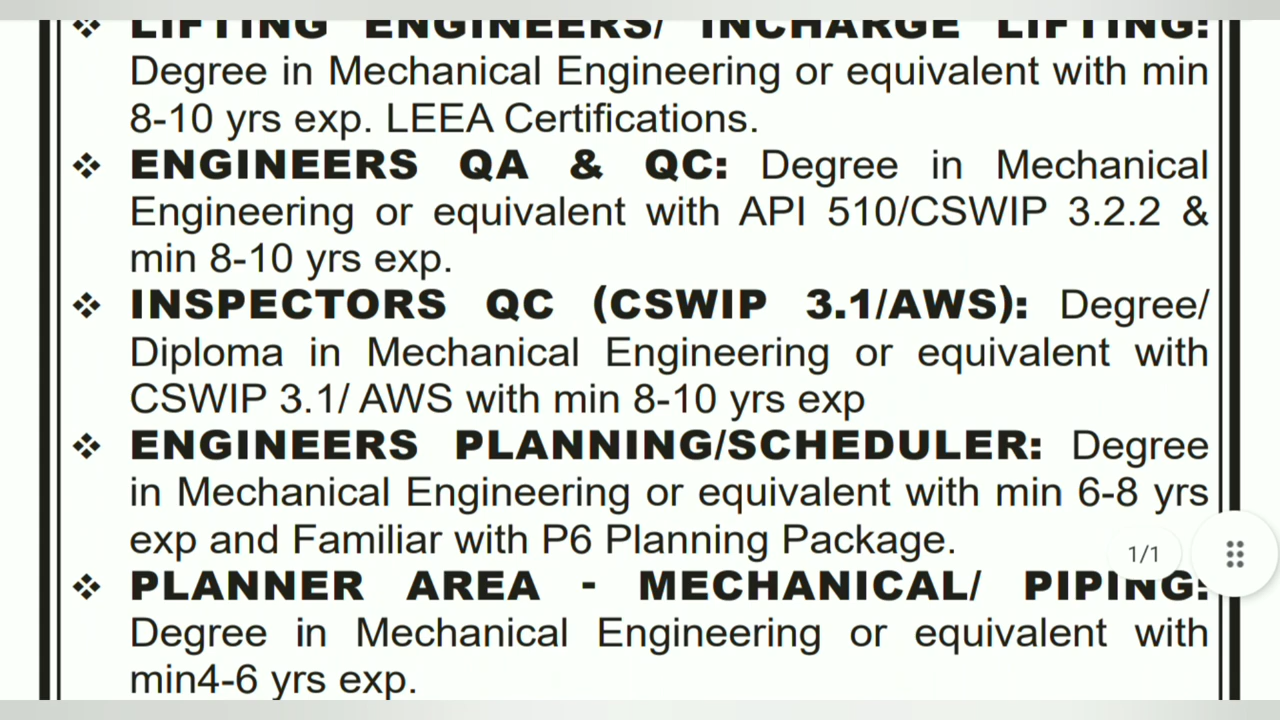 ❖ LIFTING ENGINEERS/ INCHARGE LIFTING:
Degree in Mechanical Engineering or equivalent with min
8-10 yrs exp. LEEA Certifications.
❖ ENGINEERS QA & QC: Degree in Mechanical
Engineering or equivalent with API 510/CSWIP 3.2.2 &
min 8-10 yrs exp.
❖ INSPECTORS QC (CSWIP 3.1/AWS): Degree/
Diploma in Mechanical Engineering or equivalent with
CSWIP 3.1/ AWS with min 8-10 yrs exp
❖ ENGINEERS PLANNING/SCHEDULER: Degree
in Mechanical Engineering or equivalent with min 6-8 yrs
exp and Familiar with P6 Planning Package.
1/1
❖ PLANNER AREA - MECHANICAL/ PIPING:
Degree in Mechanical Engineering or equivalent with
min4-6 yrs exp.